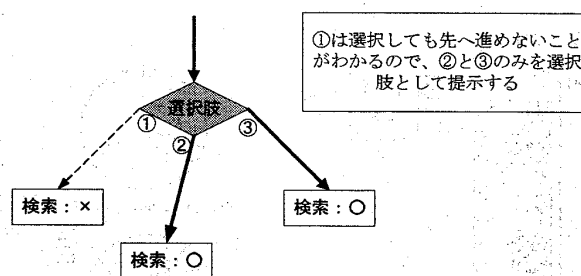 ①は選択しても先へ進めないこと
がわかるので、②と③のみを選択
肢として提示する
選択肢
①
②
③
検索：×
検索：○
検索：○